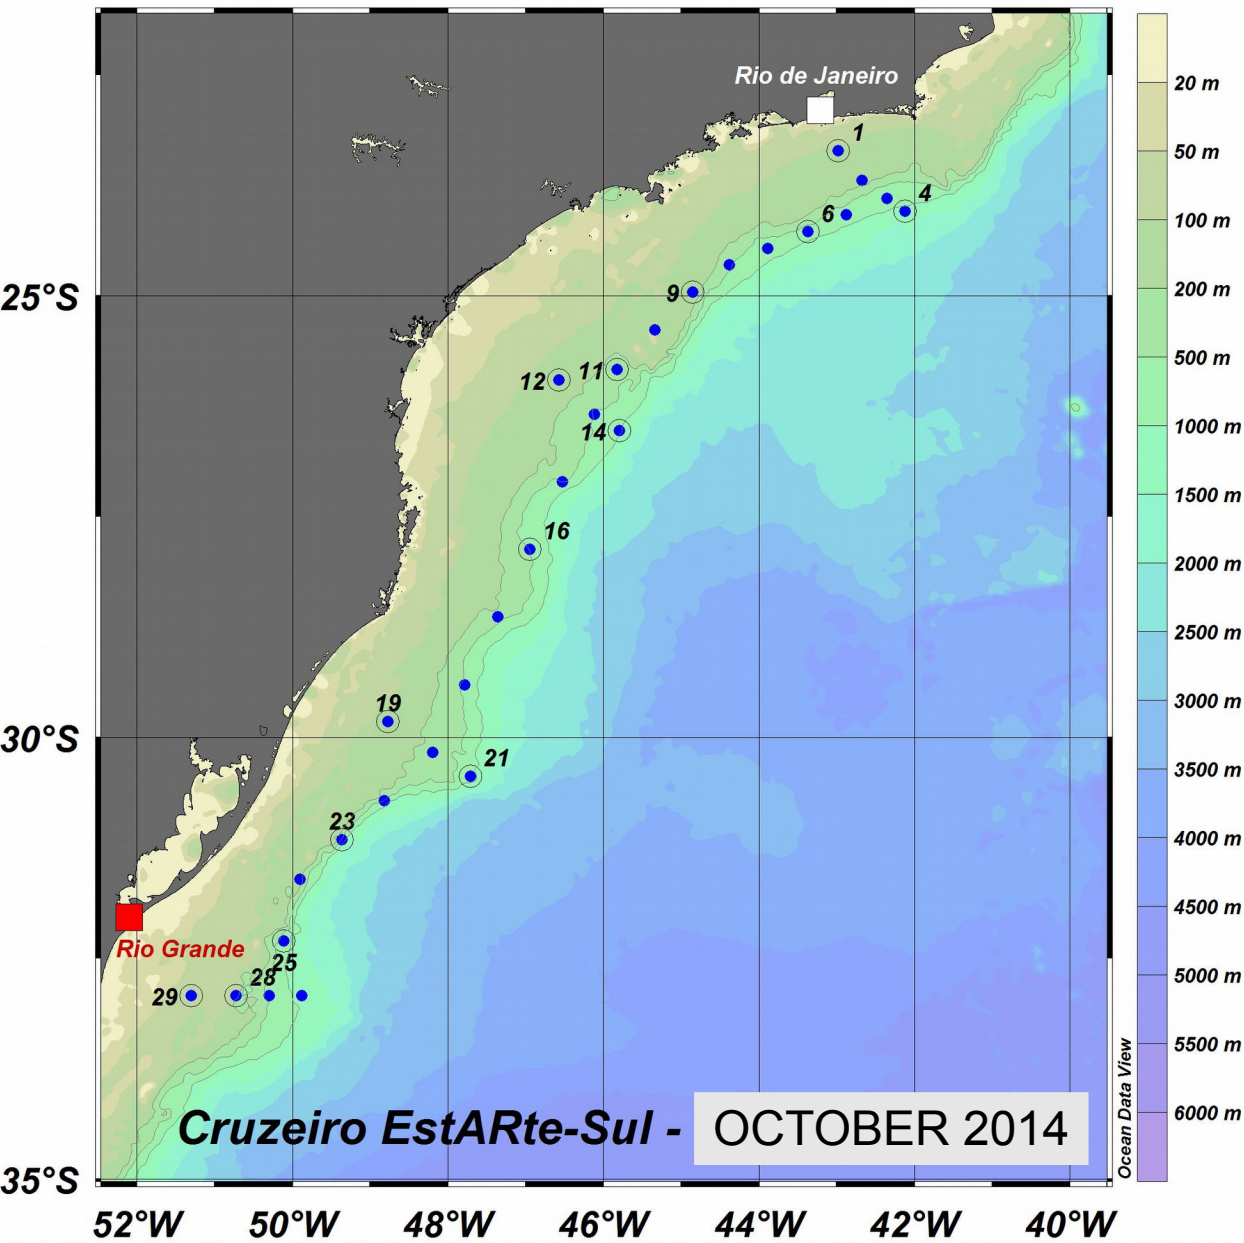 Rio de Janeiro
1
4
6
25°S
9
11
12
14
16
19
30°S
21
23
Rio Grande
25
28
29
Cruzeiro EstARte-Sul - OCTOBER 2014
35°S
52°W 50°W 48°W 46°W 44°W 42°W 40°W
20 m
50 m
100 m
200 m
500 m
1000 m
1500 m
2000 m
2500 m
3000 m
3500 m
4000 m
4500 m
5000 m
5500 m
6000 m
Ocean Data View